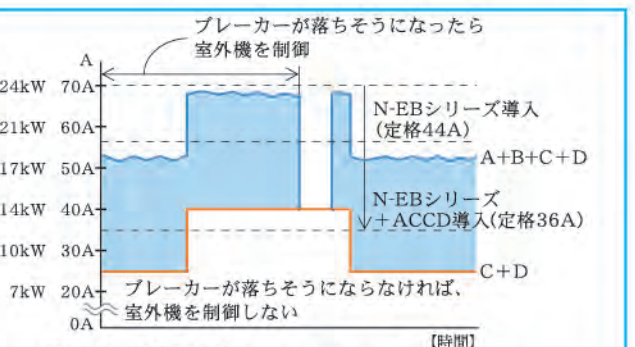 ブレーカーが落ちそうになったら
室外機を制御
A
24kW 70A
21kW 60A
17kW 50A
14kW 40A
10kW 30A
7kW 20A
0A
N-EBシリーズ導入
(定格44A)
A+B+C+D
N-EBシリーズ
+ACCD導入(定格36A)
C+D
ブレーカーが落ちそうにならなければ、
室外機を制御しない
【時間】